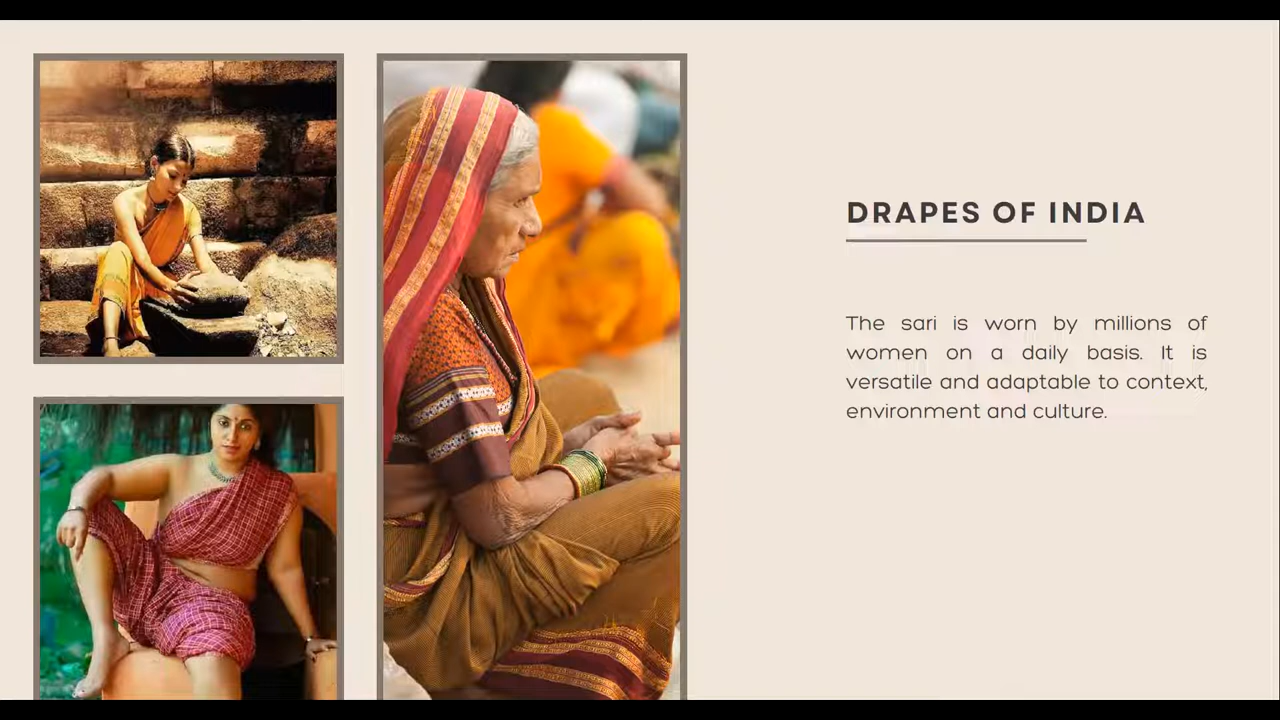 DRAPES OF INDIA
The sari is worn by millions of
women on a daily basis. It is
versatile and adaptable to context,
environment and culture.